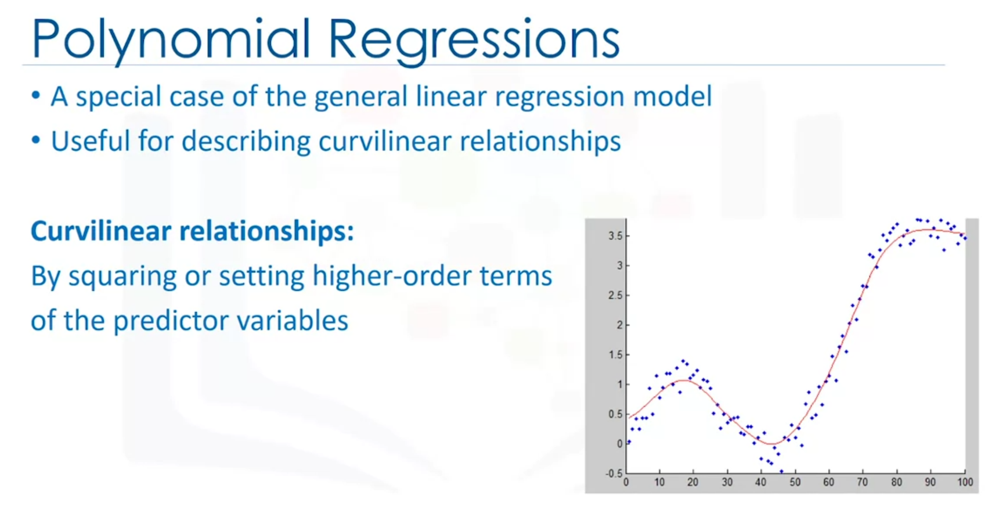 Polynomial Regressions
• A special case of the general linear regression model
• Useful for describing curvilinear relationships
Curvilinear relationships:
By squaring or setting higher-order terms
of the predictor variables
3.5
3
2.5
2
1.5
1
0.5
0
-0.5
0 10 20 30 40 50 60 70 80 90 100